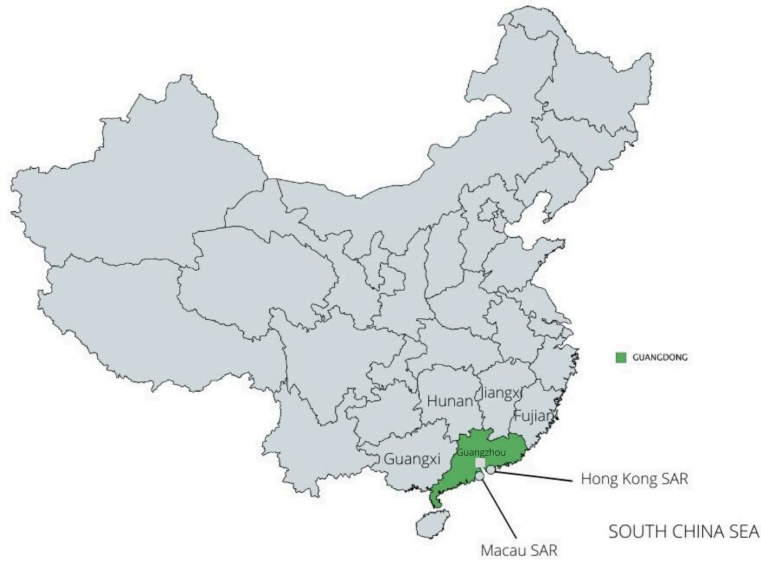 GUANGDONG
Hunan
Jiangxi
Fujian
Guangzhou
Guangxi
Hong Kong SAR
SOUTH CHINA SEA
Macau SAR